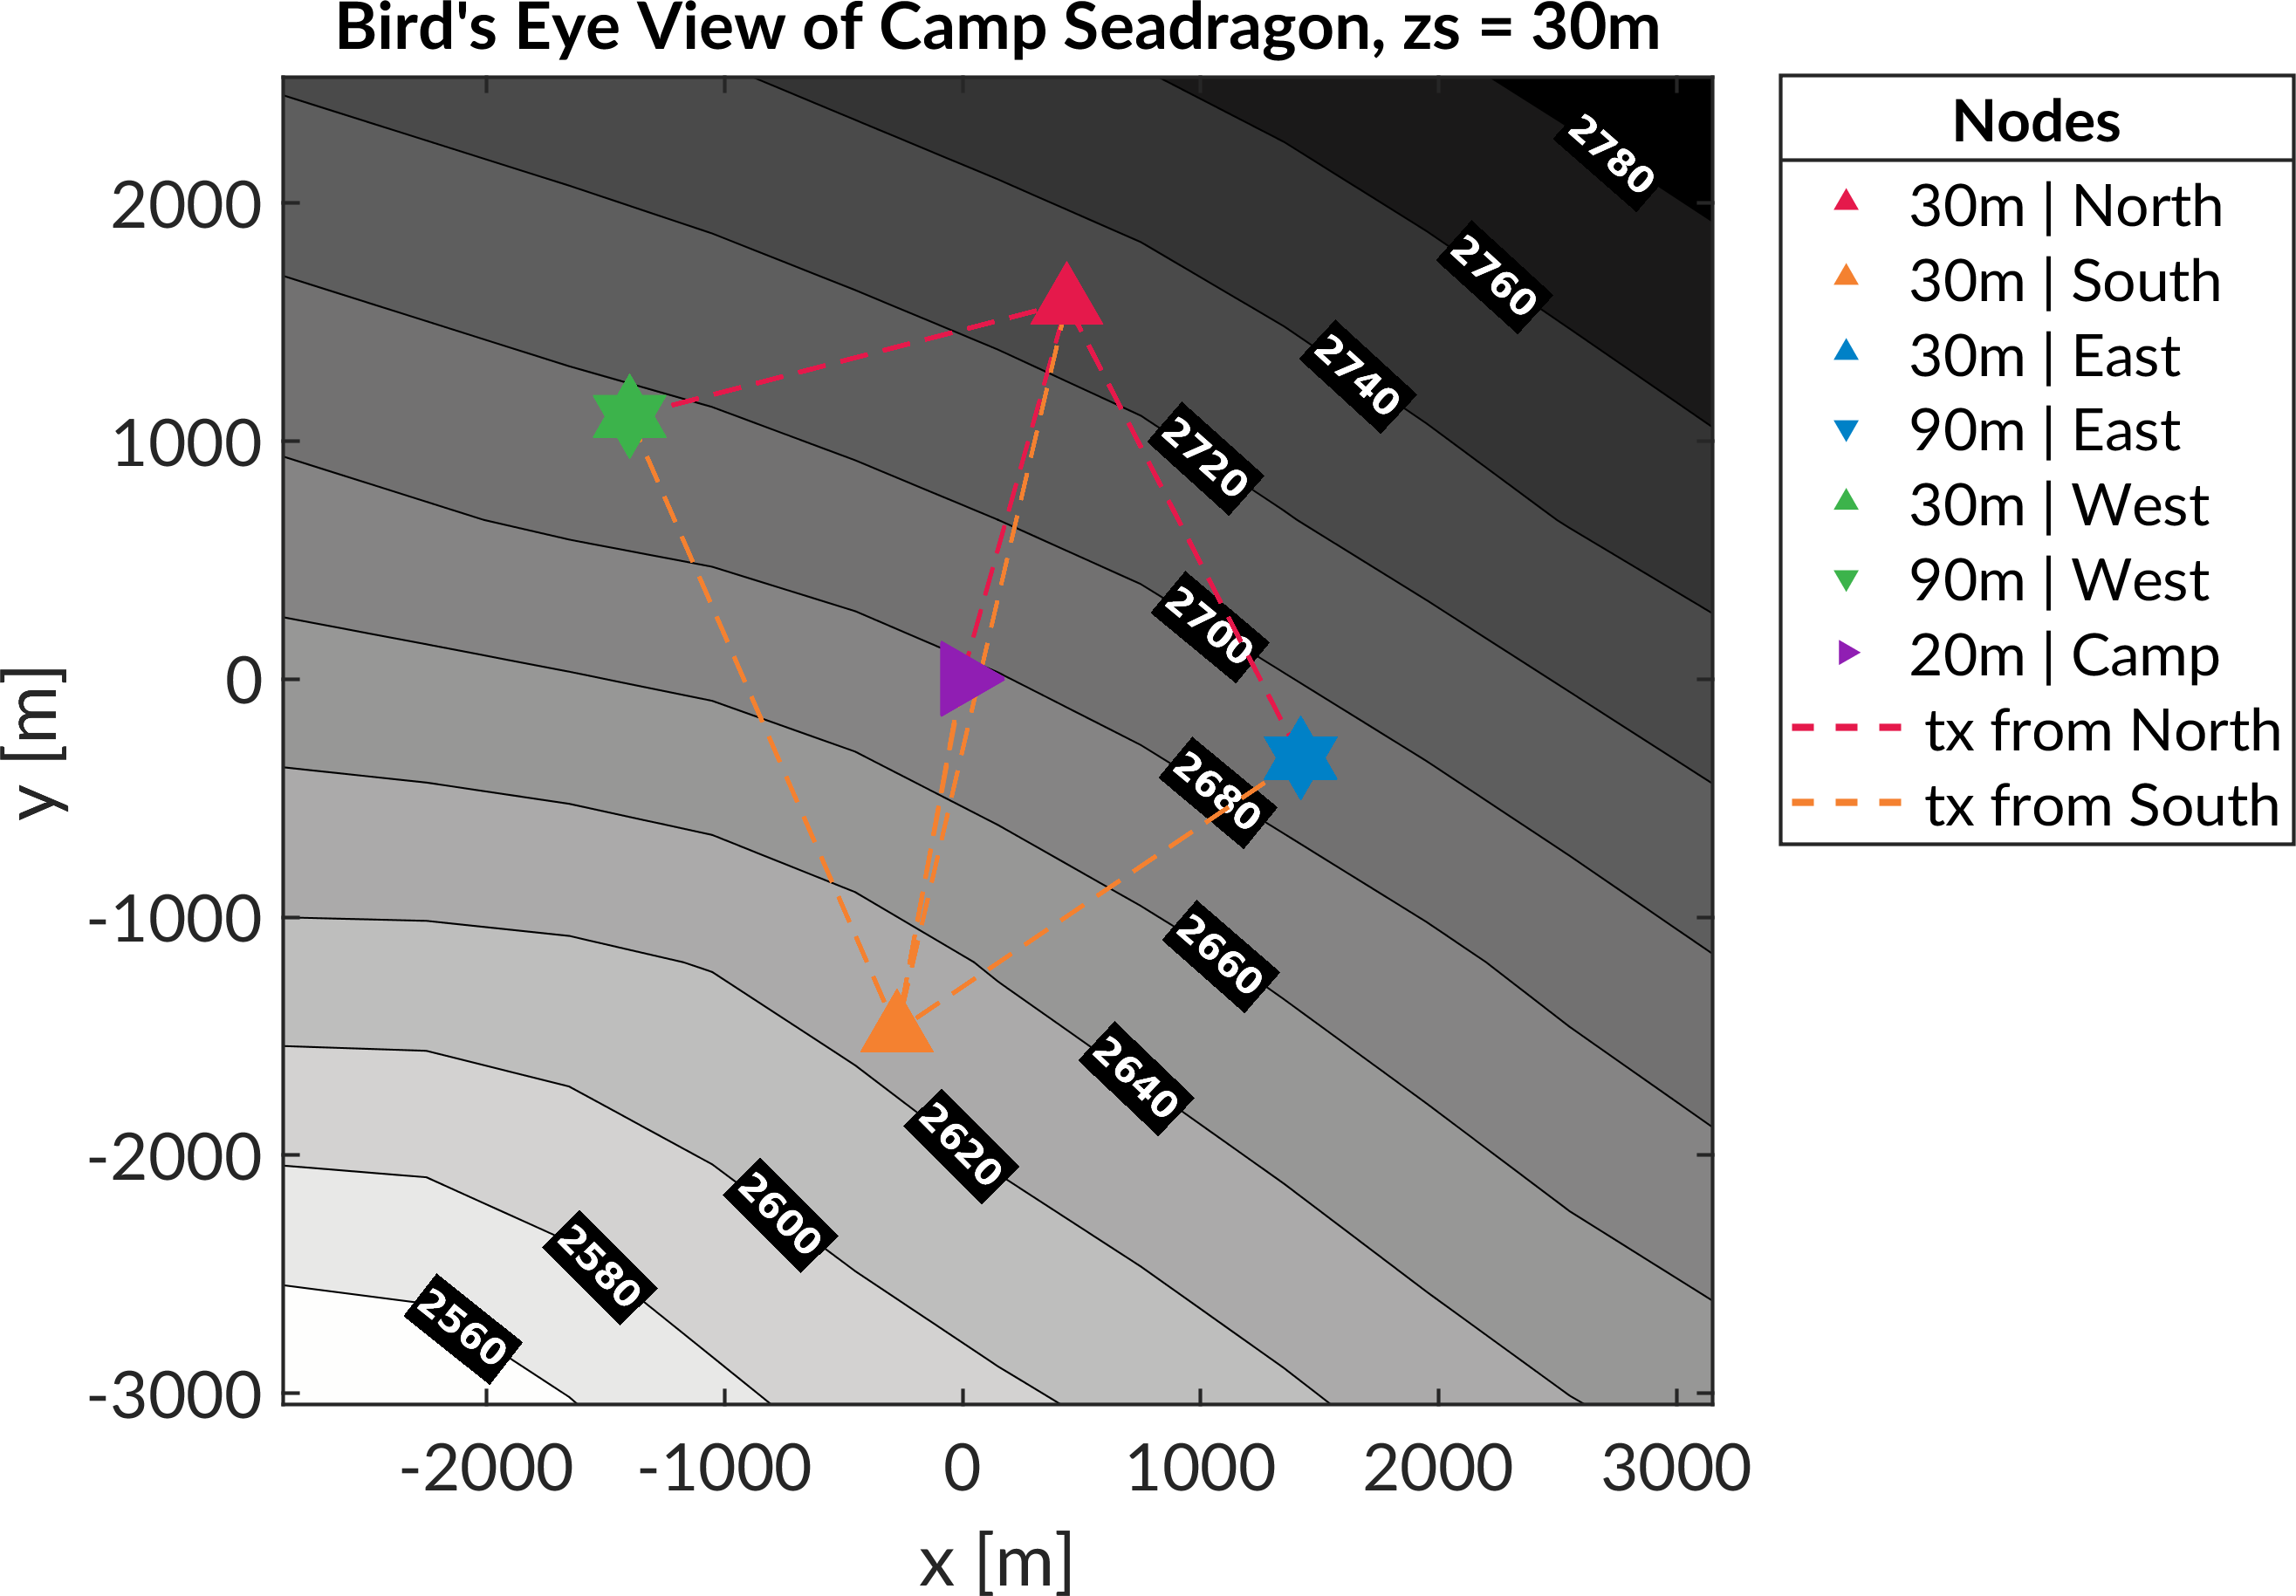 Bird's Eye View of Camp Seadragon, zs = 30m
Nodes
30m | North
30m | South
30m | East
90m | East
30m | West
90m | West
20m | Camp
tx from North
tx from South
2780
2760
2740
2720
2700
2680
2660
2640
2620
2600
2580
2560
2000
1000
0
-1000
-2000
-3000
y [m]
-2000 -1000 0 1000 2000 3000
x [m]